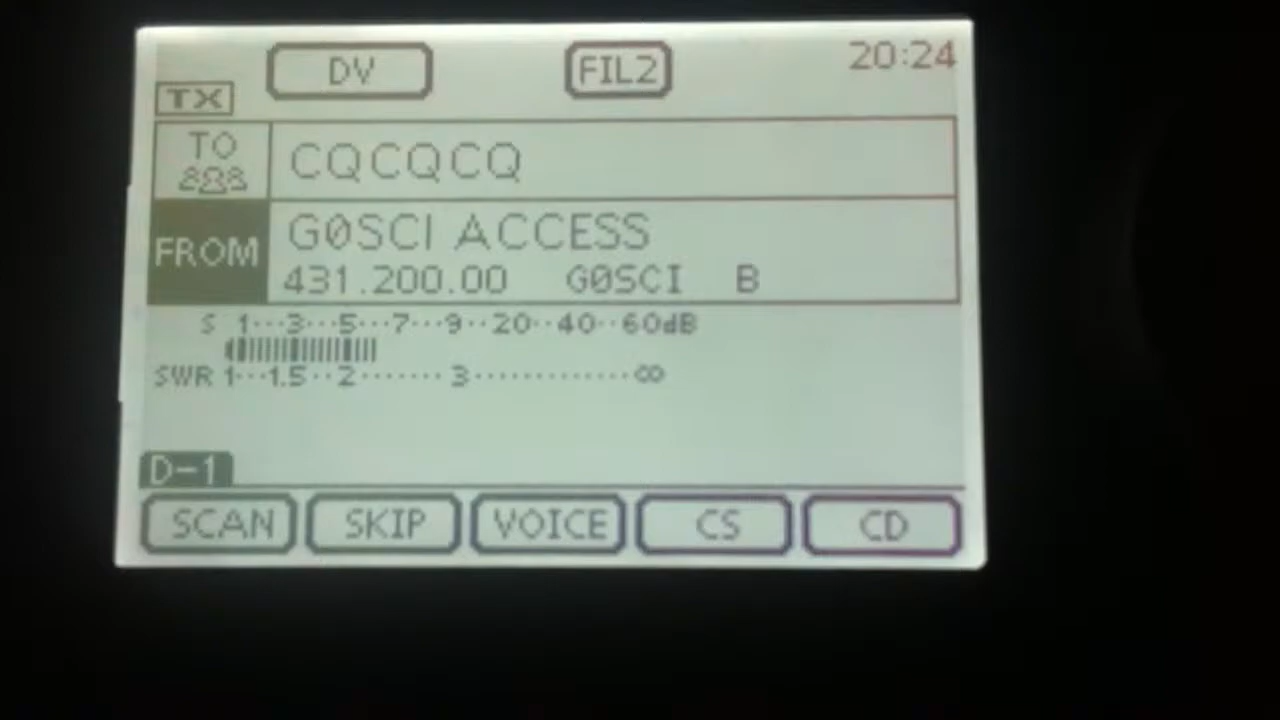 DV FIL2 20:24
TX
TO CQCQCQ
FROM G0SCI ACCESS
431.200.00 G0SCI B
S 1···3···5···7···9··20··40··60dB
SWR 1···1.5··2·······3·············∞
D-1
SCAN SKIP VOICE CS CD